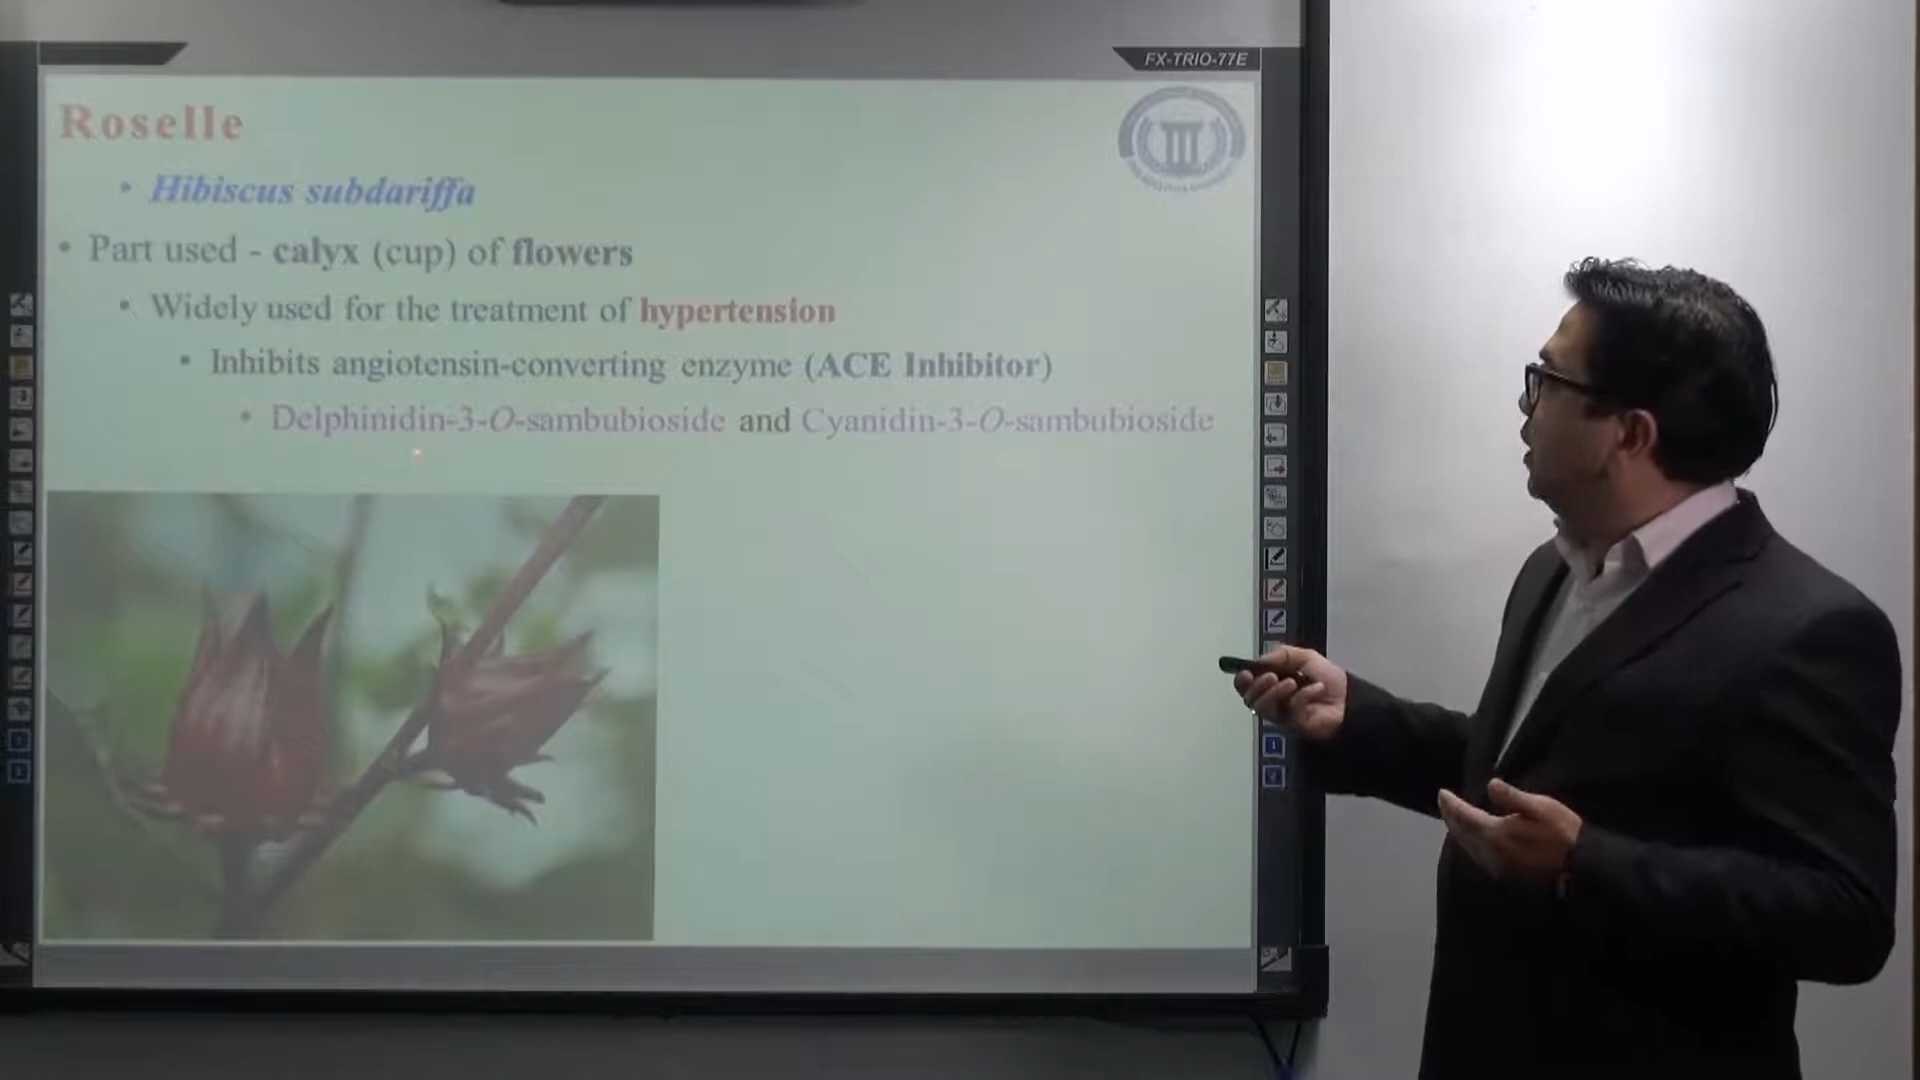 FX-TRIO-77E
Roselle
• Hibiscus subdariffa
• Part used - calyx (cup) of flowers
• Widely used for the treatment of hypertension
• Inhibits angiotensin-converting enzyme (ACE Inhibitor)
• Delphinidin-3-O-sambubioside and Cyanidin-3-O-sambubioside